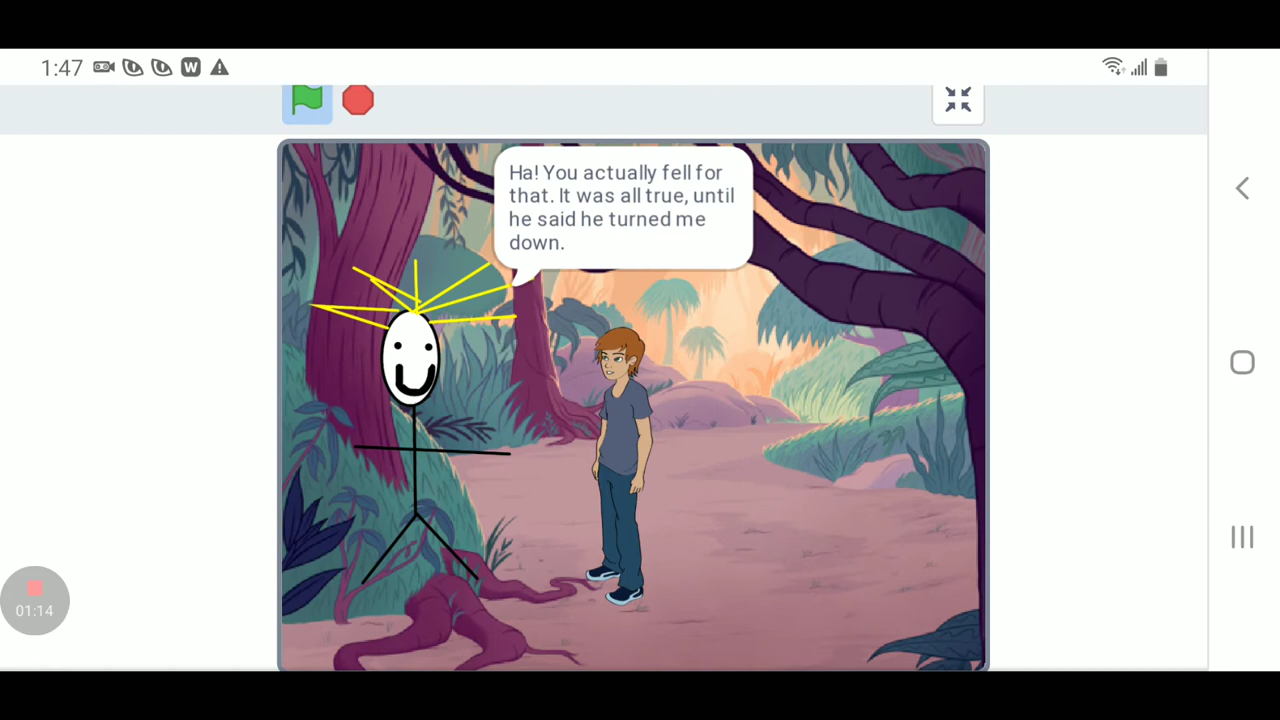 1:47
W
Ha! You actually fell for
that. It was all true, until
he said he turned me
down.
01:14